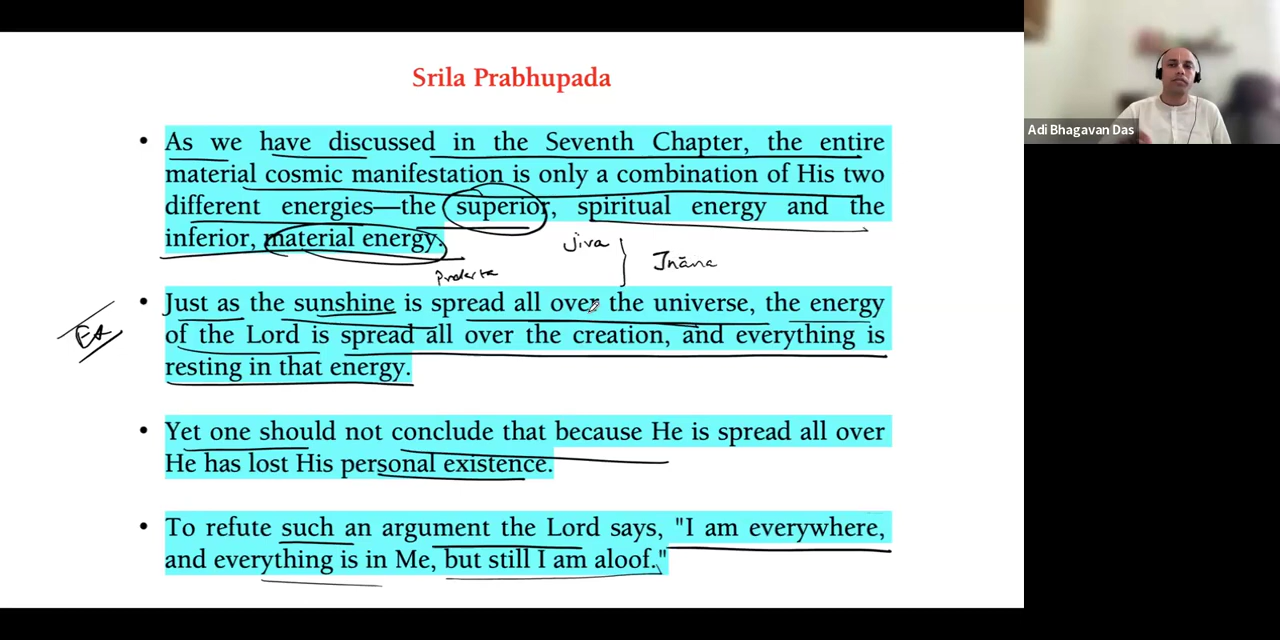 Srila Prabhupada
Adi Bhagavan Das
• As we have discussed in the Seventh Chapter, the entire
material cosmic manifestation is only a combination of His two
different energies—the superior, spiritual energy and the
inferior, material energy.
Jiva
Jnāna
Prakrta
• Just as the sunshine is spread all over the universe, the energy
of the Lord is spread all over the creation, and everything is
resting in that energy.
• Yet one should not conclude that because He is spread all over
He has lost His personal existence.
• To refute such an argument the Lord says, "I am everywhere,
and everything is in Me, but still I am aloof."